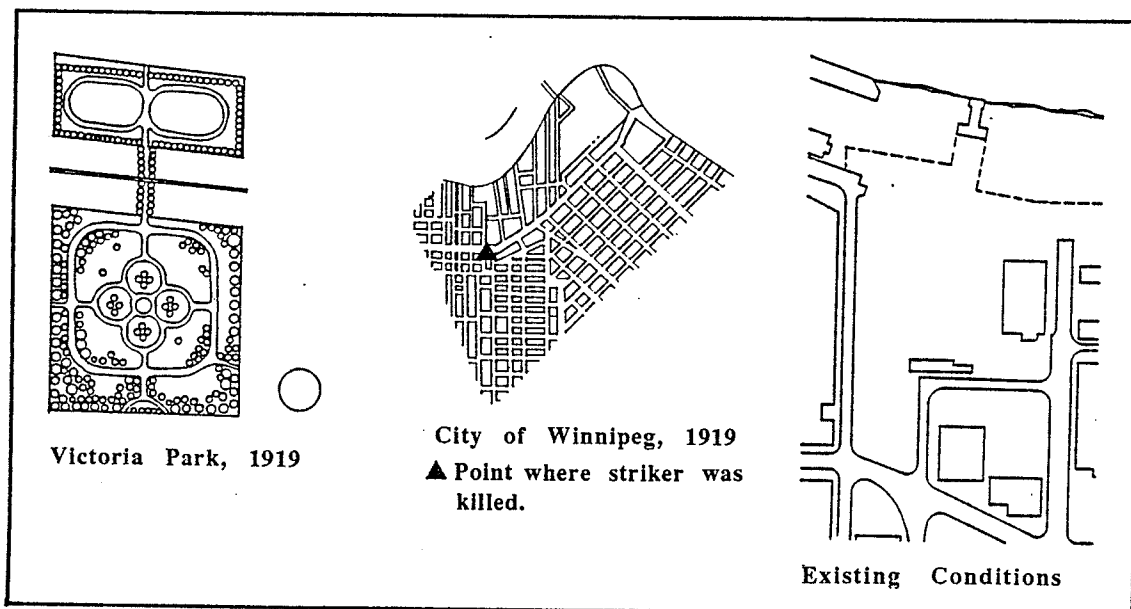 Victoria Park, 1919
City of Winnipeg, 1919
▲ Point where striker was
killed.
Existing Conditions